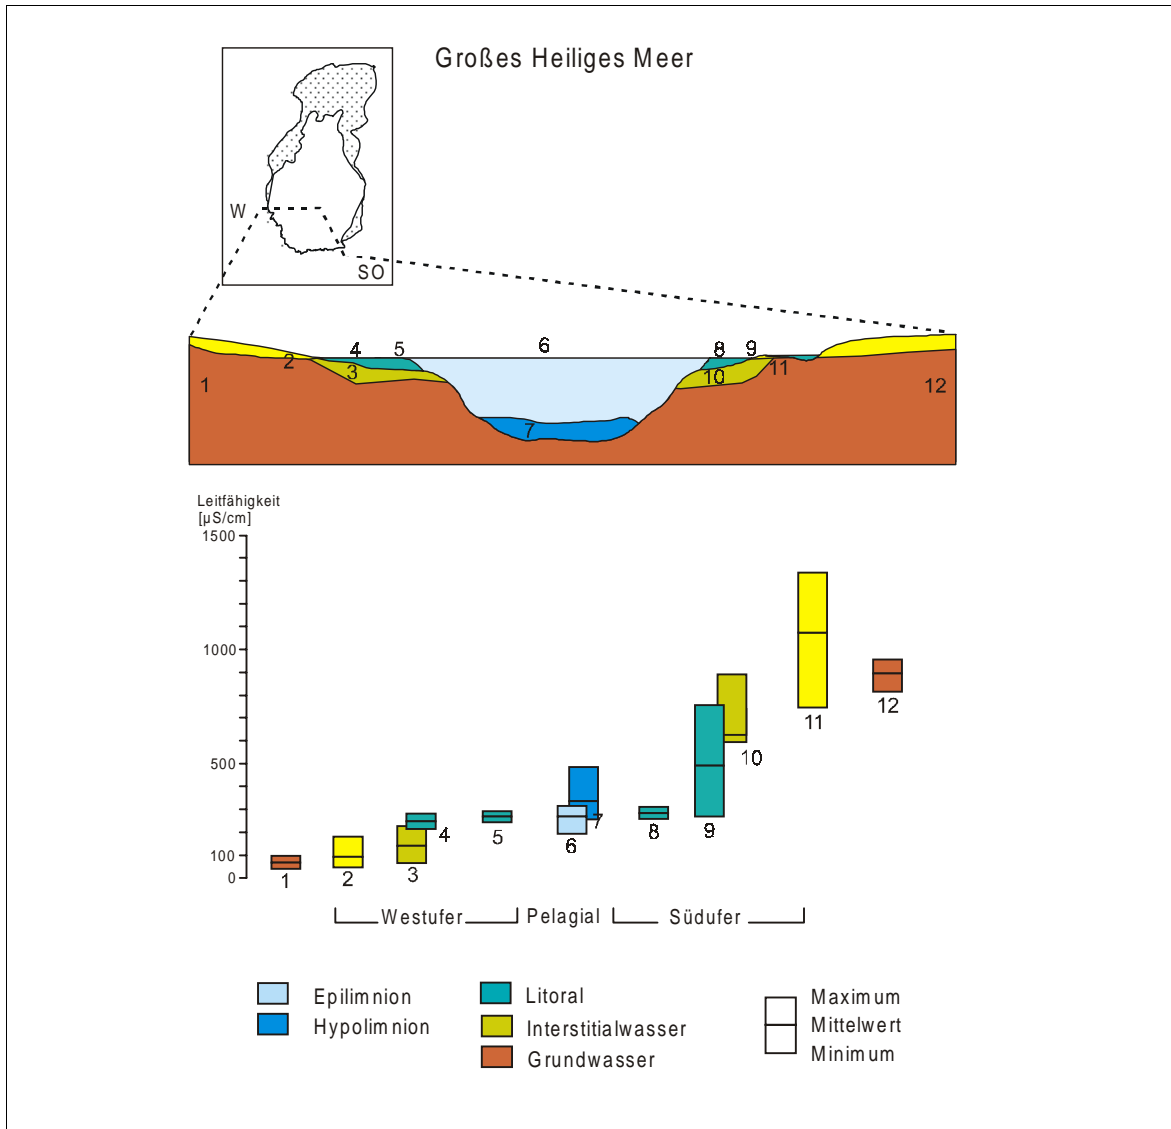 Großes Heiliges Meer
W
SO
4 5 6 8 9
2 3 10 11
1 7 12
Leitfähigkeit
[µS/cm]
1500
1000
500
100
0
1 2 3 4 5 6 7 8 9 10 11 12
Westufer Pelagial Südufer
Epilimnion Litoral Maximum
Hypolimnion Interstitialwasser Mittelwert
Grundwasser Minimum